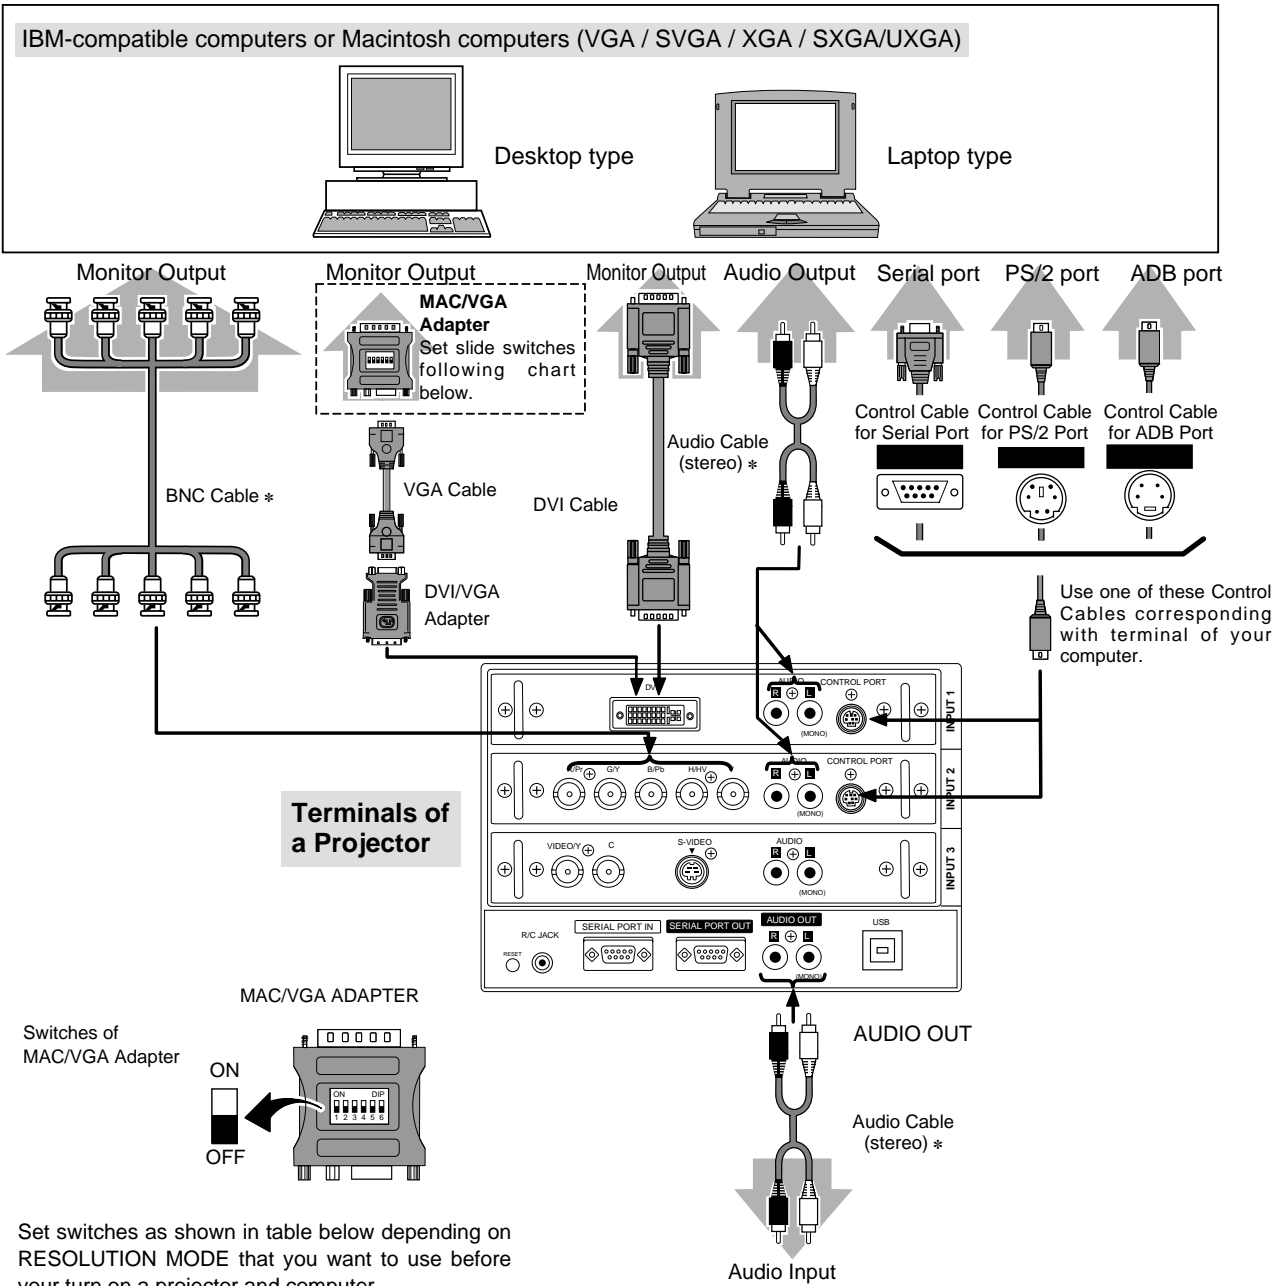 IBM-compatible computers or Macintosh computers (VGA / SVGA / XGA / SXGA/UXGA)
Desktop type
Laptop type
Monitor Output
Monitor Output
Monitor Output
Audio Output
Serial port
PS/2 port
ADB port
MAC/VGA
Adapter
Set slide switches
following chart
below.
Control Cable
for Serial Port
Control Cable
for PS/2 Port
Control Cable
for ADB Port
Audio Cable
(stereo) *
BNC Cable *
VGA Cable
DVI Cable
DVI/VGA
Adapter
Use one of these Control
Cables corresponding
with terminal of your
computer.
AUDIO
R
L
(MONO)
CONTROL PORT
INPUT 1
G/Y
B/Pb
H/HV
AUDIO
R
L
(MONO)
CONTROL PORT
INPUT 2
Terminals of
a Projector
VIDEO/Y
C
S-VIDEO
AUDIO
R
L
(MONO)
INPUT 3
RESET
R/C JACK
SERIAL PORT IN
SERIAL PORT OUT
AUDIO OUT
R
L
(MONO)
USB
MAC/VGA ADAPTER
Switches of
MAC/VGA Adapter
ON
OFF
ON DIP
1 2 3 4 5 6
AUDIO OUT
Audio Cable
(stereo) *
Audio Input
Set switches as shown in table below depending on
RESOLUTION MODE that you want to use before
your turn on a projector and computer